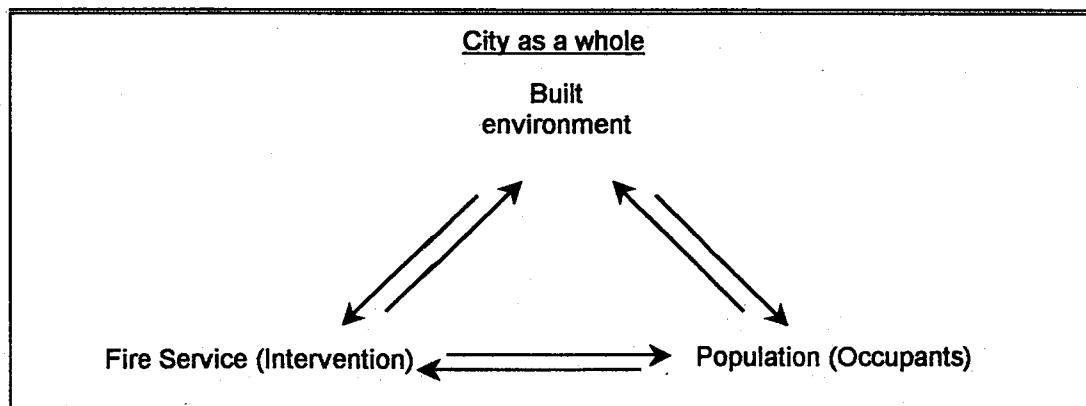 City as a whole
Built
environment
Fire Service (Intervention)
Population (Occupants)